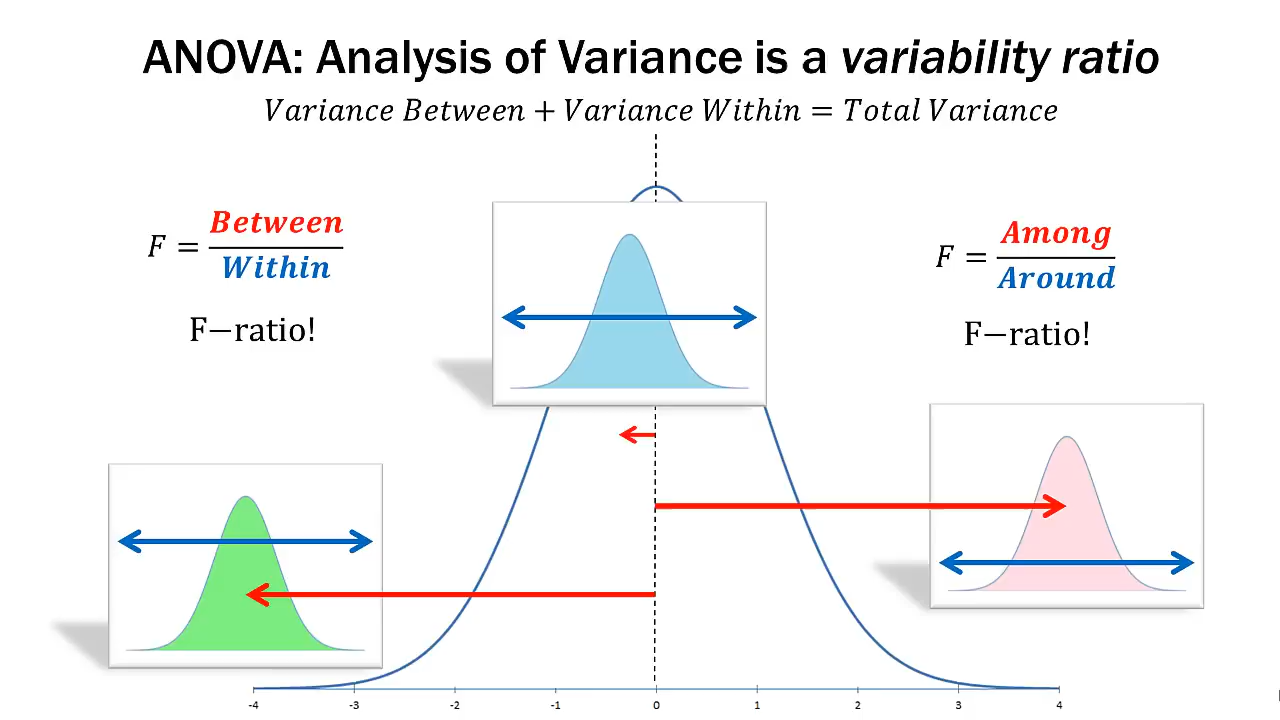 ANOVA: Analysis of Variance is a variability ratio
Variance Between + Variance Within = Total Variance
F = Between / Within
F−ratio!
F = Among / Around
F−ratio!
-4 -3 -2 -1 0 1 2 3 4